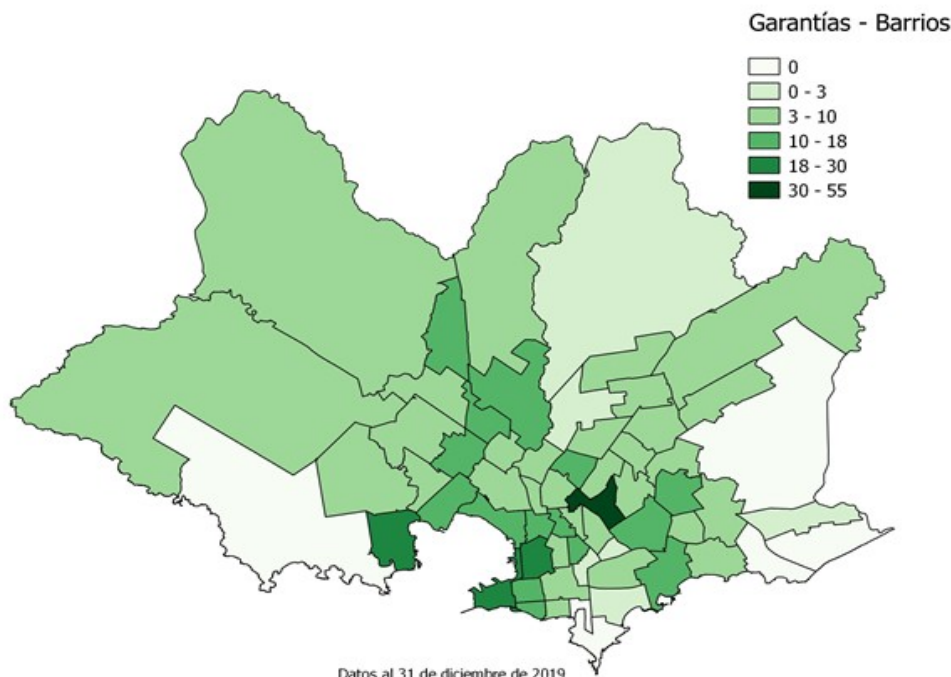 Garantías - Barrios
0
0 - 3
3 - 10
10 - 18
18 - 30
30 - 55
Datos al 31 de diciembre de 2019